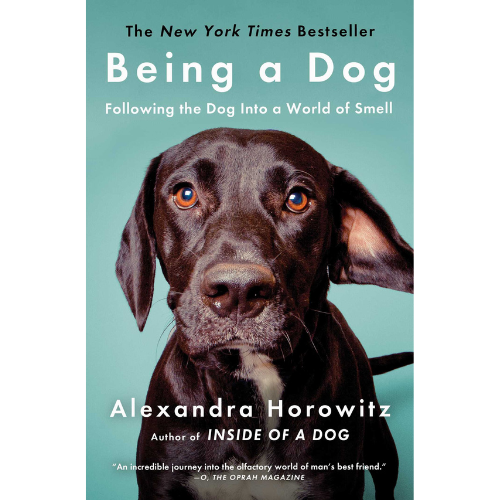 The New York Times Bestseller
Being a Dog
Following the Dog Into a World of Smell
Alexandra Horowitz
Author of INSIDE OF A DOG
"An incredible journey into the olfactory world of man's best friend."
—O, THE OPRAH MAGAZINE